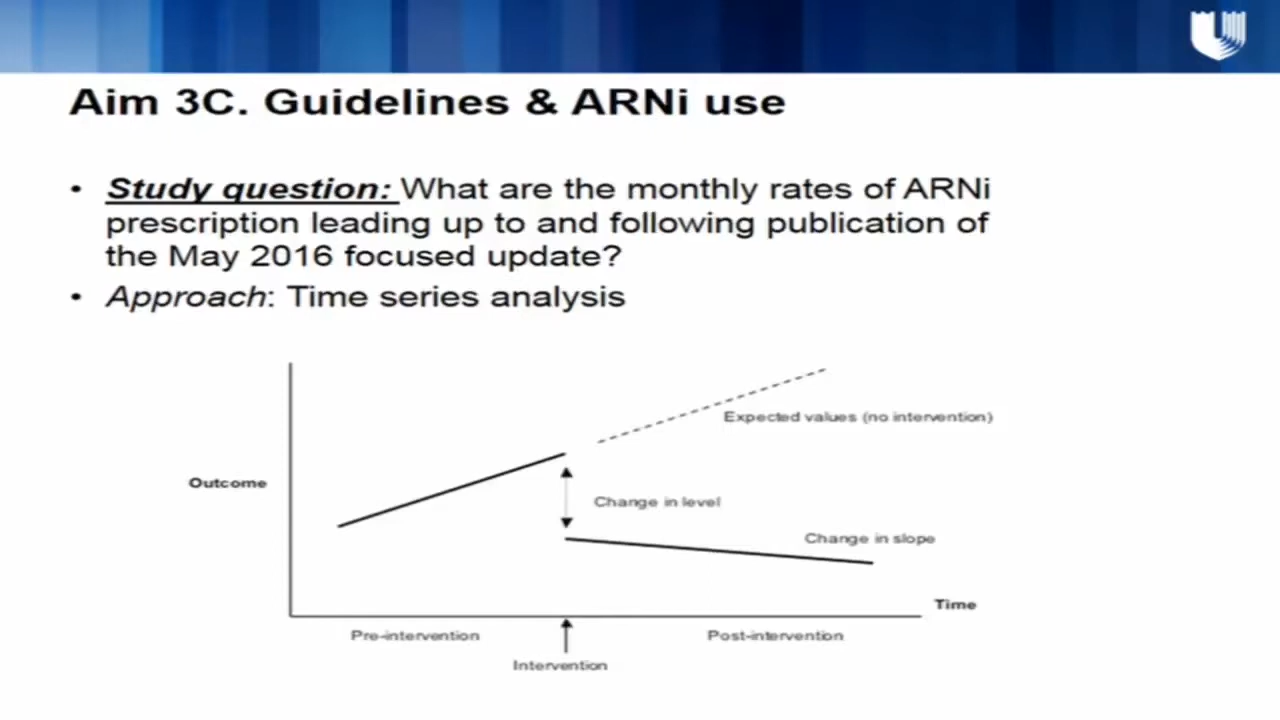 Aim 3C. Guidelines & ARNi use
• Study question: What are the monthly rates of ARNi
prescription leading up to and following publication of
the May 2016 focused update?
• Approach: Time series analysis
Expected values (no intervention)
Outcome
Change in level
Change in slope
Time
Pre-intervention
Post-intervention
Intervention